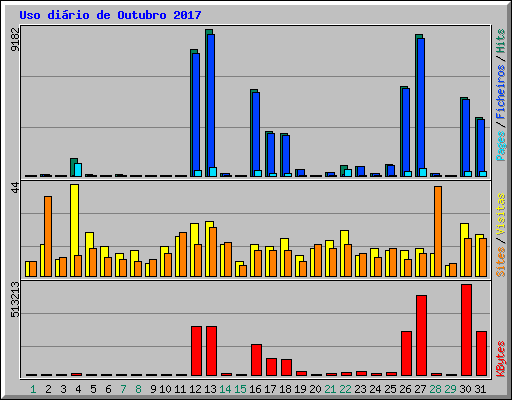 Uso diário de Outubro 2017
9182
44
513213
Pages / Ficheiros / Hits
Sites / Visitas
KBytes
1 2 3 4 5 6 7 8 9 10 11 12 13 14 15 16 17 18 19 20 21 22 23 24 25 26 27 28 29 30 31